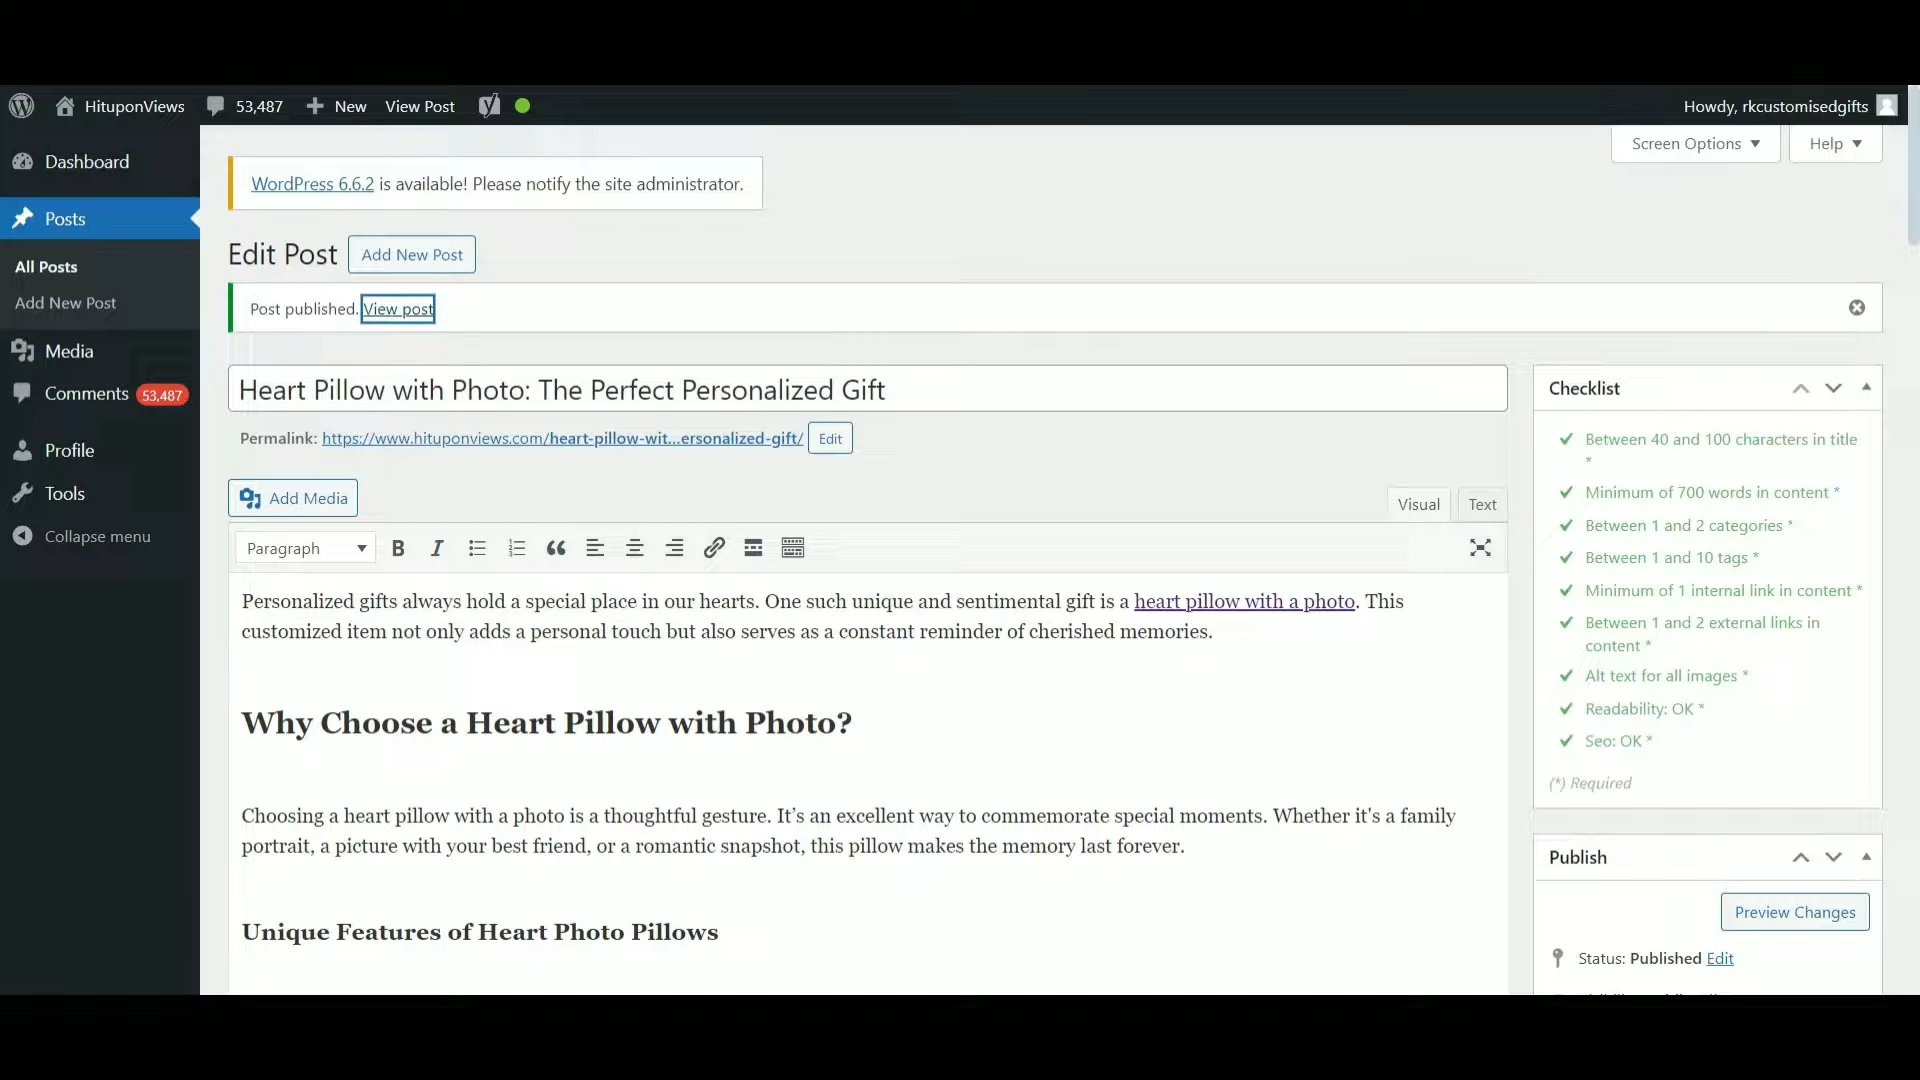 HituponViews 53,487 New View Post Howdy, rkcustomisedgifts
Screen Options Help
Dashboard
Posts
All Posts
Add New Post
Media
Comments 53,487
Profile
Tools
Collapse menu
WordPress 6.6.2 is available! Please notify the site administrator.
Edit Post Add New Post
Post published. View post
Heart Pillow with Photo: The Perfect Personalized Gift
Permalink: https://www.hituponviews.com/heart-pillow-wit...ersonalized-gift/ Edit
Add Media
Visual Text
Paragraph
Personalized gifts always hold a special place in our hearts. One such unique and sentimental gift is a heart pillow with a photo. This
customized item not only adds a personal touch but also serves as a constant reminder of cherished memories.
Why Choose a Heart Pillow with Photo?
Choosing a heart pillow with a photo is a thoughtful gesture. It’s an excellent way to commemorate special moments. Whether it's a family
portrait, a picture with your best friend, or a romantic snapshot, this pillow makes the memory last forever.
Unique Features of Heart Photo Pillows
Checklist
Between 40 and 100 characters in title
*
Minimum of 700 words in content *
Between 1 and 2 categories *
Between 1 and 10 tags *
Minimum of 1 internal link in content *
Between 1 and 2 external links in
content *
Alt text for all images *
Readability: OK *
Seo: OK *
(*) Required
Publish
Preview Changes
Status: Published Edit